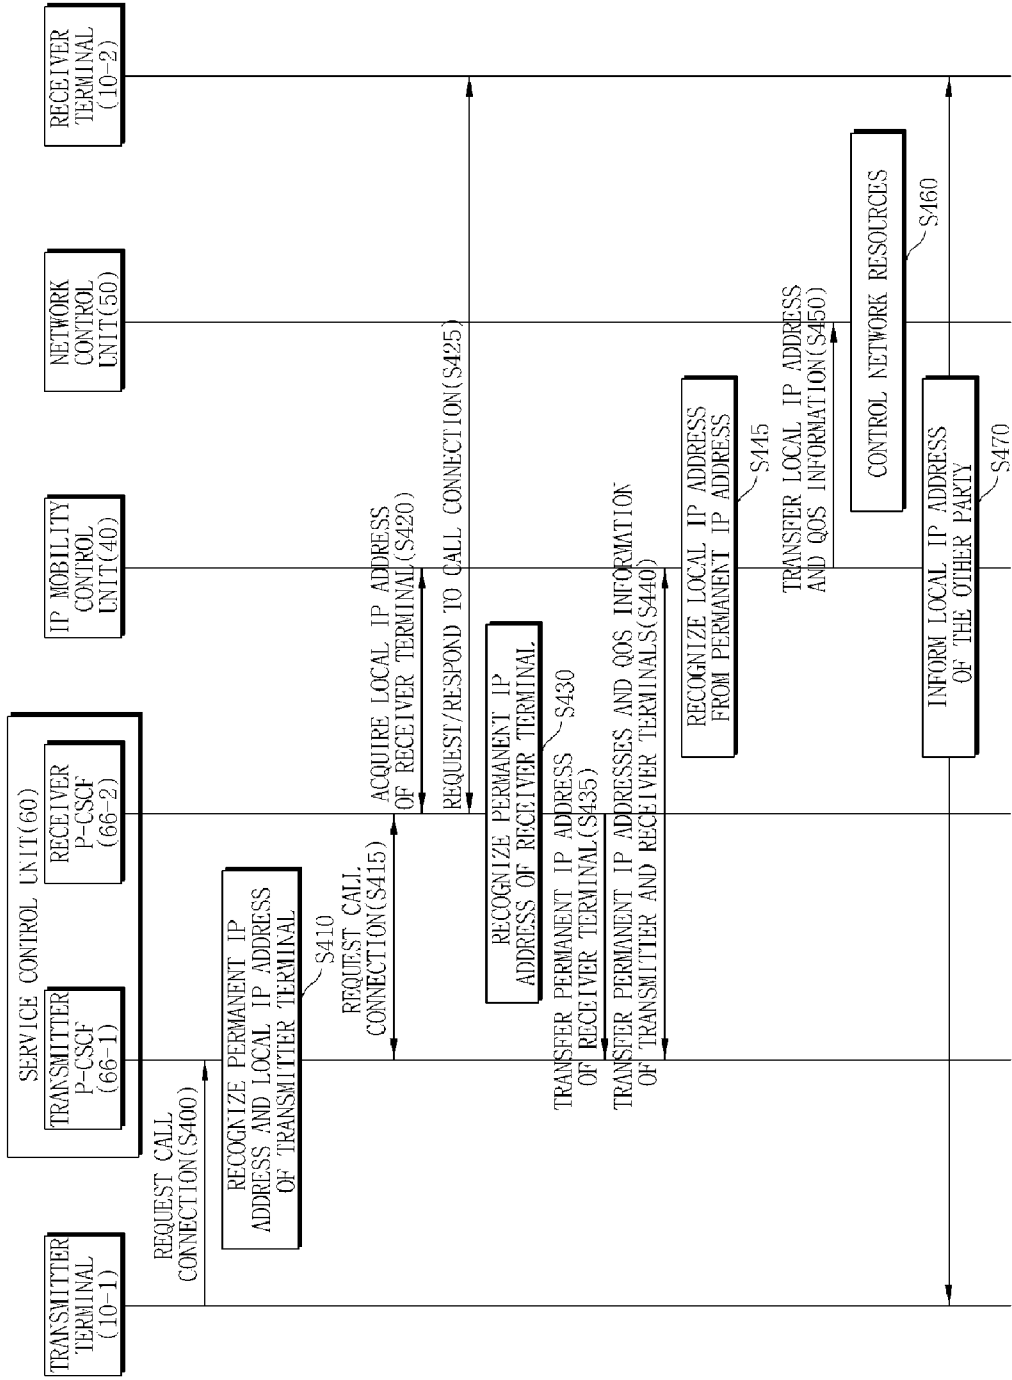 SERVICE CONTROL UNIT(60)
TRANSMITTER
TERMINAL
(10-1)
TRANSMITTER
P-CSCF
(66-1)
RECEIVER
P-CSCF
(66-2)
IP MOBILITY
CONTROL
UNIT(40)
NETWORK
CONTROL
UNIT(50)
RECEIVER
TERMINAL
(10-2)
REQUEST CALL
CONNECTION(S400)
RECOGNIZE PERMANENT IP
ADDRESS AND LOCAL IP ADDRESS
OF TRANSMITTER TERMINAL
S410
REQUEST CALL
CONNECTION(S415)
ACQUIRE LOCAL IP ADDRESS
OF RECEIVER TERMINAL(S420)
REQUEST/RESPOND TO CALL CONNECTION(S425)
RECOGNIZE PERMANENT IP
ADDRESS OF RECEIVER TERMINAL
S430
TRANSFER PERMANENT IP ADDRESS
OF RECEIVER TERMINAL(S435)
TRANSFER PERMANENT IP ADDRESSES AND QOS INFORMATION
OF TRANSMITTER AND RECEIVER TERMINALS(S440)
RECOGNIZE LOCAL IP ADDRESS
FROM PERMANENT IP ADDRESS
S445
TRANSFER LOCAL IP ADDRESS
AND QOS INFORMATION(S450)
CONTROL NETWORK RESOURCES
S460
INFORM LOCAL IP ADDRESS
OF THE OTHER PARTY
S470